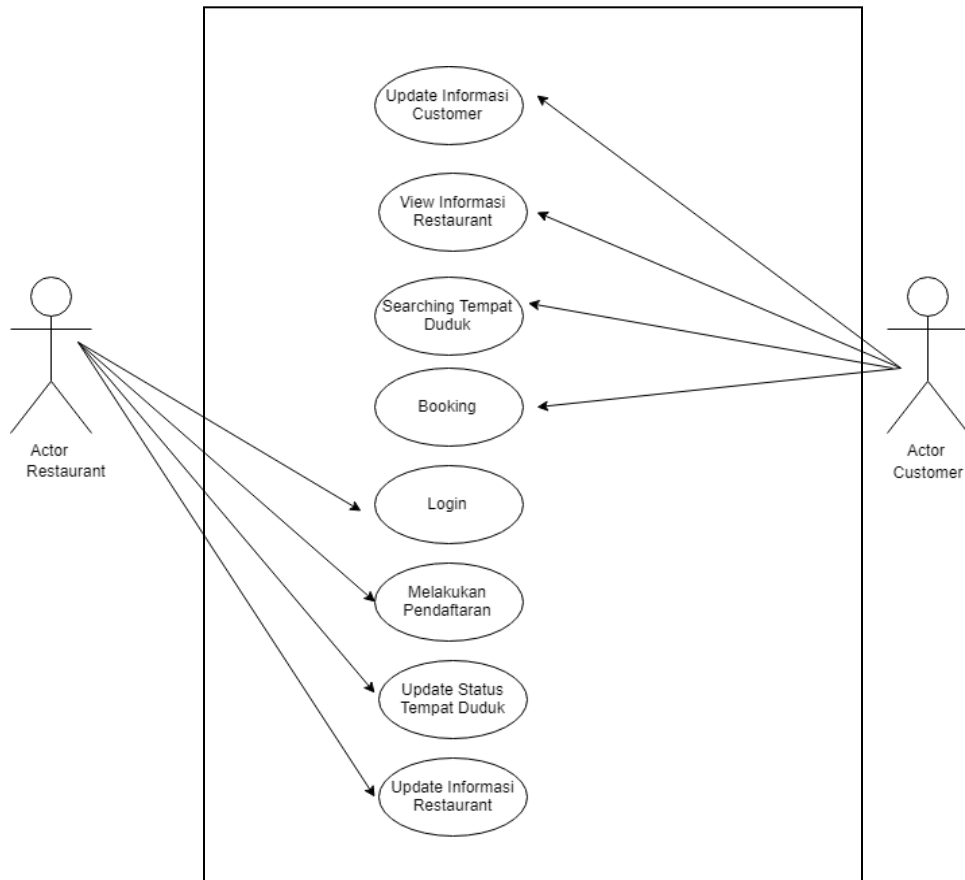 Update Informasi
Customer
View Informasi
Restaurant
Searching Tempat
Duduk
Booking
Actor
Restaurant
Actor
Customer
Login
Melakukan
Pendaftaran
Update Status
Tempat Duduk
Update Informasi
Restaurant